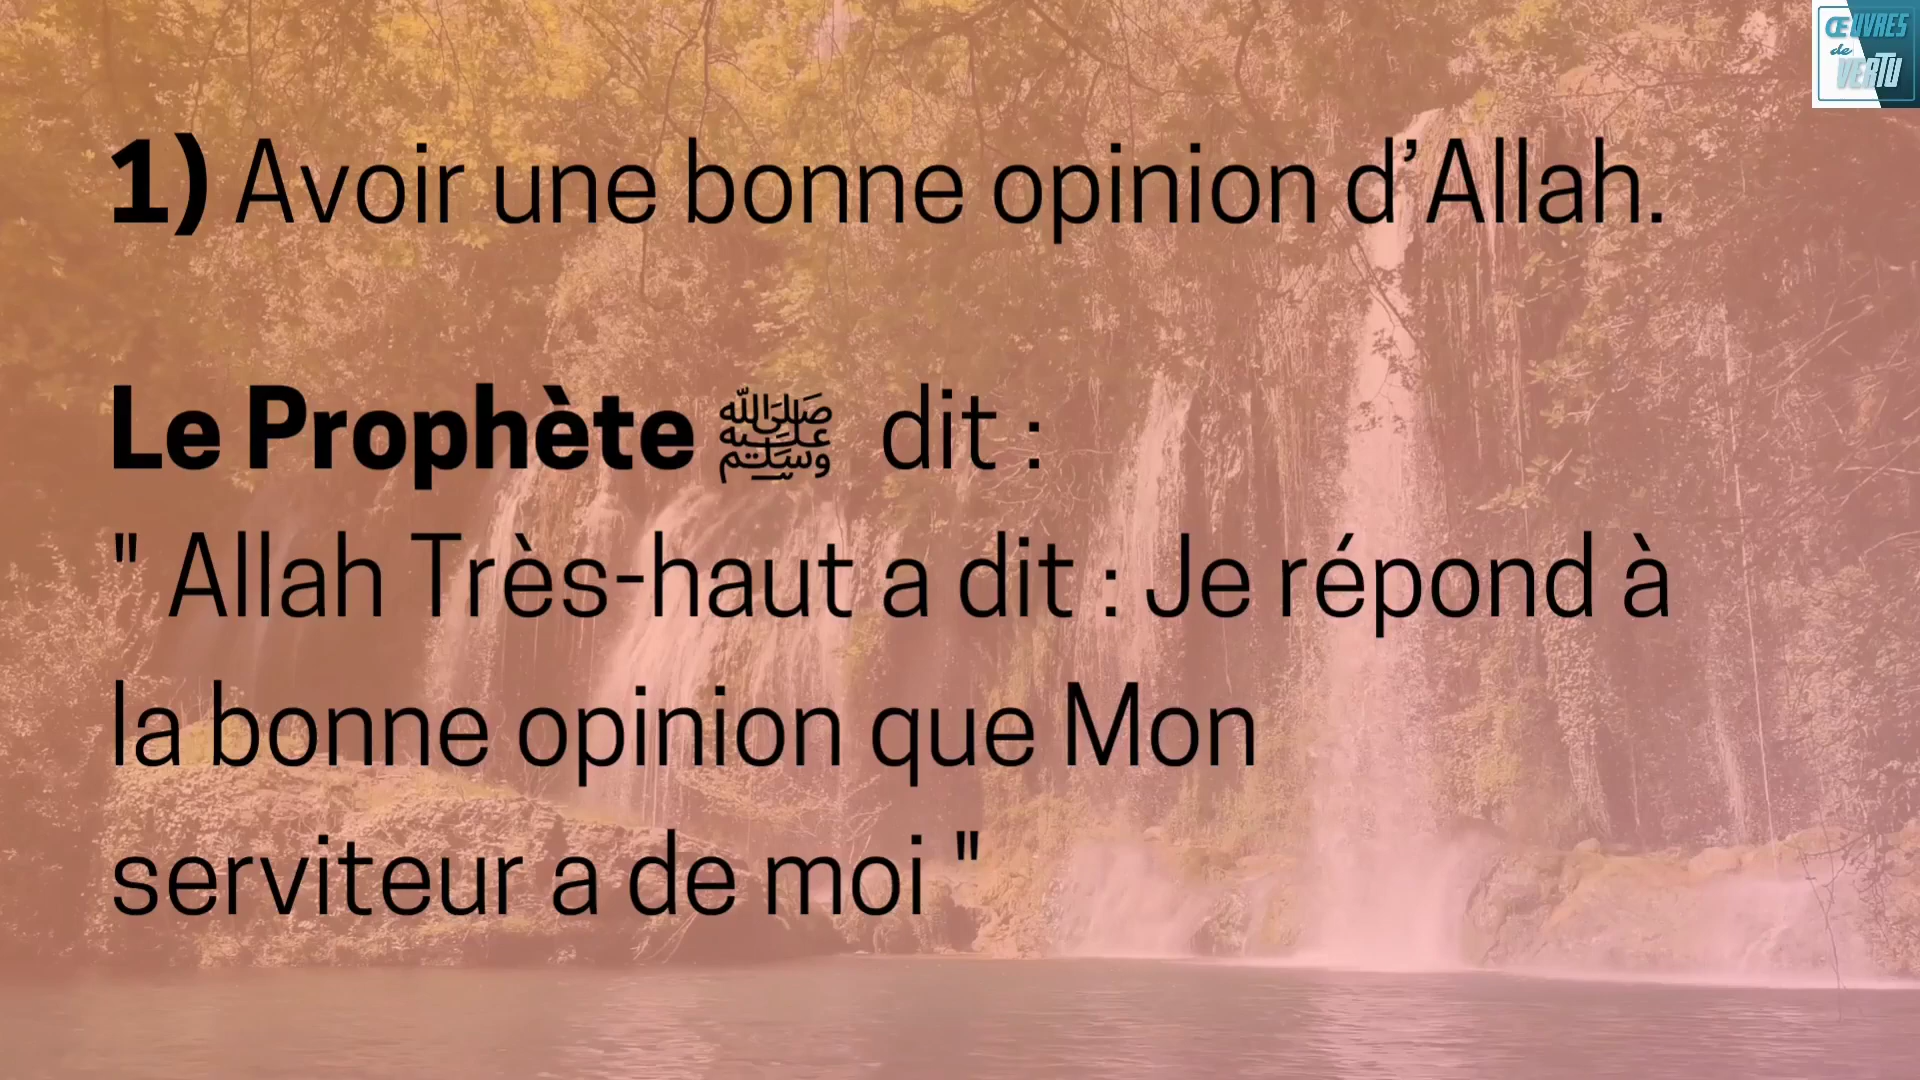 ŒUVRES
de
VERTU
1) Avoir une bonne opinion d’Allah.
Le Prophète ﷺ dit :
" Allah Très-haut a dit : Je répond à
la bonne opinion que Mon
serviteur a de moi "